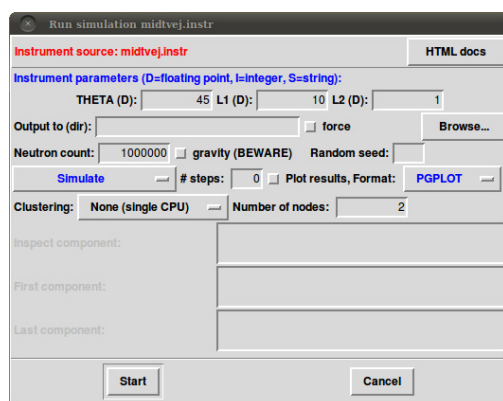 Run simulation midtvej.instr
Instrument source: midtvej.instr HTML docs
Instrument parameters (D=floating point, I=integer, S=string):
THETA (D): 45 L1 (D): 10 L2 (D): 1
Output to (dir): force Browse...
Neutron count: 1000000 gravity (BEWARE) Random seed:
Simulate # steps: 0 Plot results, Format: PGPLOT
Clustering: None (single CPU) Number of nodes: 2
Inspect component:
First component:
Last component:
Start Cancel